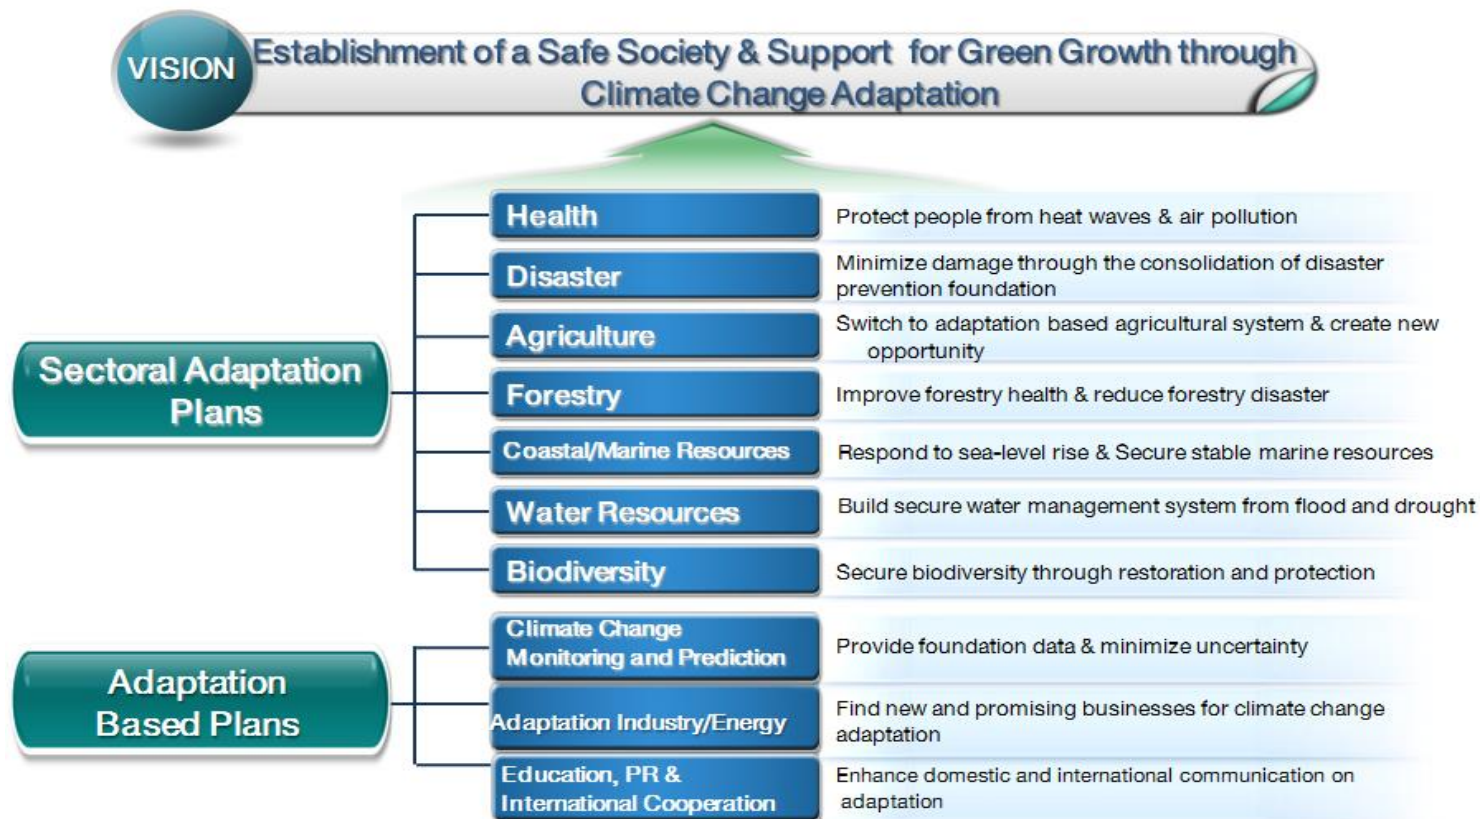 VISION
Establishment of a Safe Society & Support for Green Growth through
Climate Change Adaptation
Sectoral Adaptation
Plans
Health
Protect people from heat waves & air pollution
Disaster
Minimize damage through the consolidation of disaster
prevention foundation
Agriculture
Switch to adaptation based agricultural system & create new
opportunity
Forestry
Improve forestry health & reduce forestry disaster
Coastal/Marine Resources
Respond to sea-level rise & Secure stable marine resources
Water Resources
Build secure water management system from flood and drought
Biodiversity
Secure biodiversity through restoration and protection
Adaptation
Based Plans
Climate Change
Monitoring and Prediction
Provide foundation data & minimize uncertainty
Adaptation Industry/Energy
Find new and promising businesses for climate change
adaptation
Education, PR &
International Cooperation
Enhance domestic and international communication on
adaptation